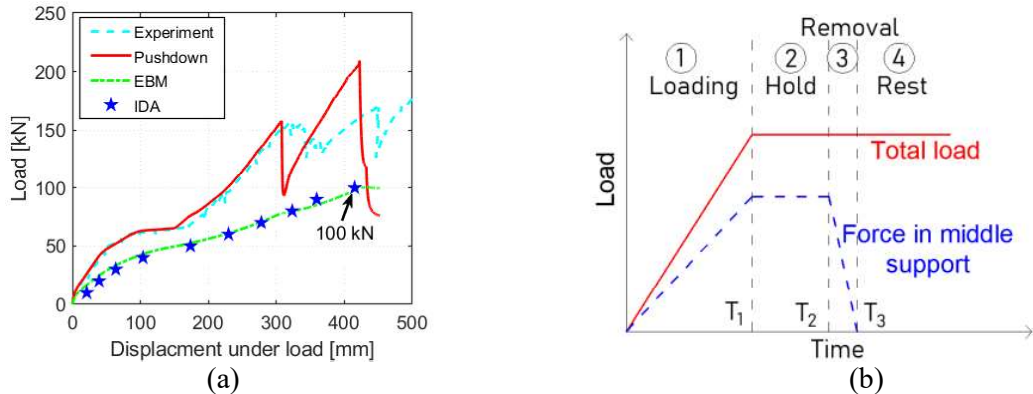 250
200
150
100
50
0
Load [kN]
Experiment
Pushdown
EBM
IDA
100 kN
0 100 200 300 400 500
Displacment under load [mm]
(a)
Removal
1 2 3 4
Loading Hold Rest
Load
Total load
Force in middle
support
T1 T2 T3
Time
(b)